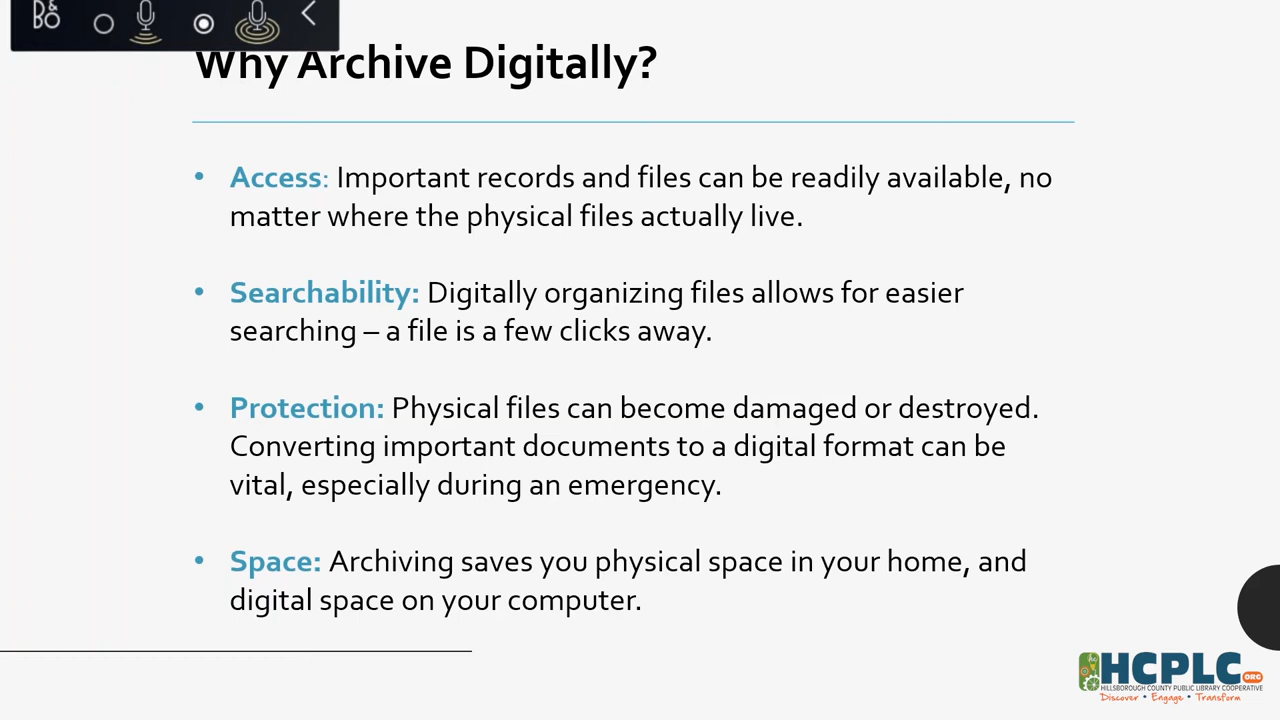 B&O
Why Archive Digitally?
• Access: Important records and files can be readily available, no
matter where the physical files actually live.
• Searchability: Digitally organizing files allows for easier
searching – a file is a few clicks away.
• Protection: Physical files can become damaged or destroyed.
Converting important documents to a digital format can be
vital, especially during an emergency.
• Space: Archiving saves you physical space in your home, and
digital space on your computer.
HCPLC.ORG
HILLSBOROUGH COUNTY PUBLIC LIBRARY COOPERATIVE
Discover • Engage • Transform